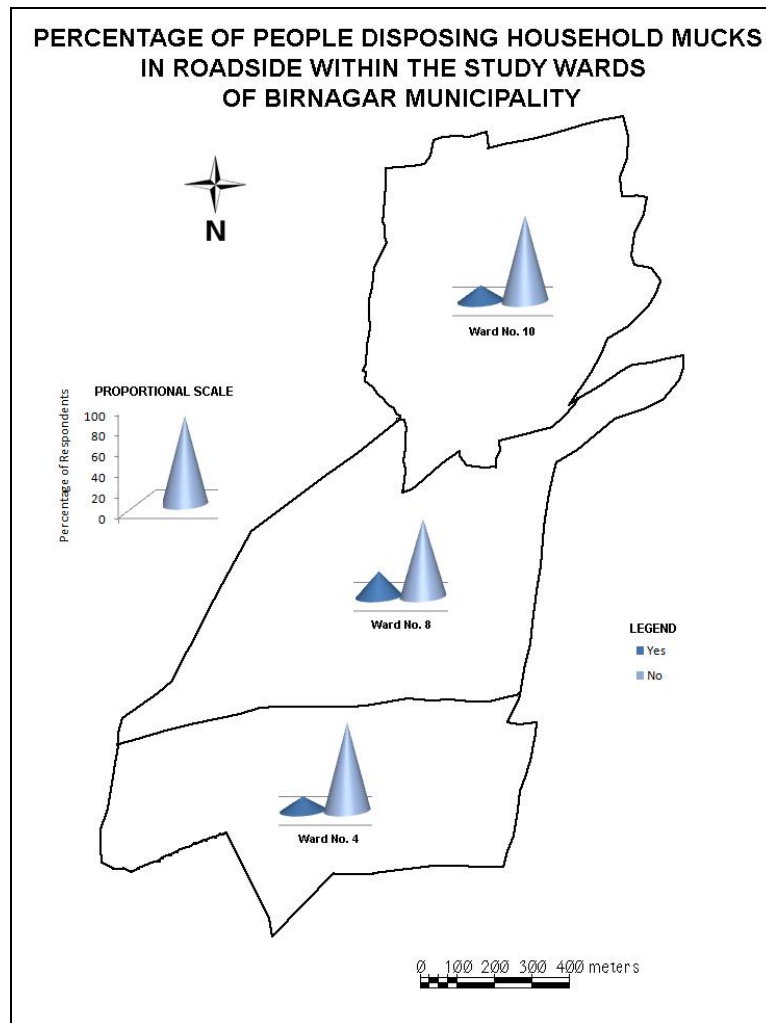 PERCENTAGE OF PEOPLE DISPOSING HOUSEHOLD MUCKS
IN ROADSIDE WITHIN THE STUDY WARDS
OF BIRNAGAR MUNICIPALITY
N
Ward No. 10
PROPORTIONAL SCALE
Percentage of Respondents
100
80
60
40
20
0
Ward No. 8
LEGEND
Yes
No
Ward No. 4
0 100 200 300 400 meters